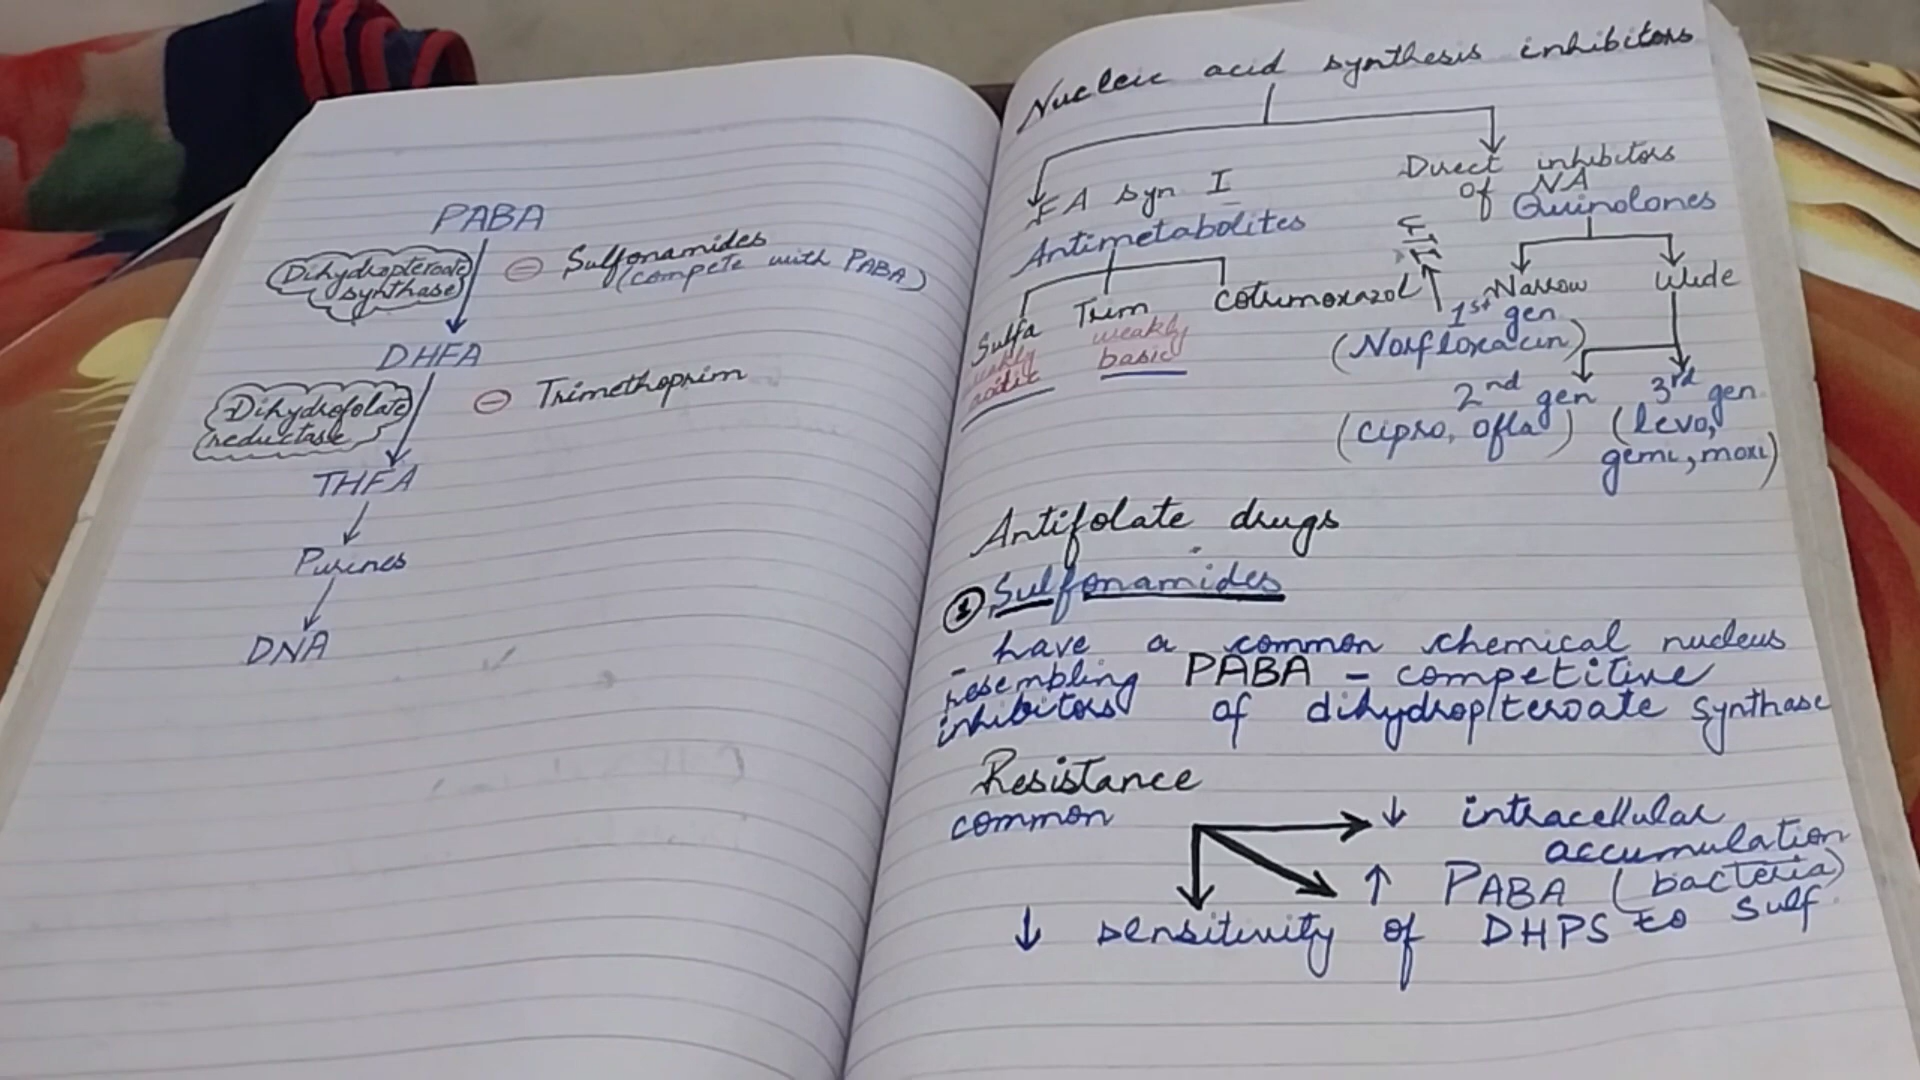 PABA
Dihydropteroate
synthase
⊖ Sulfonamides
(compete with PABA)
DHFA
Dihydrofolate
reductase
⊖ Trimethoprim
THFA
Purines
DNA
Nucleic acid synthesis inhibitors
FA syn I
Antimetabolites
Direct inhibitors
of NA
Quinolones
Sulfa
weakly
acidic
Trim
weakly
basic
Cotrimoxazol
Narrow
1st gen
(Norfloxacin)
Wide
2nd gen
(cipro, ofla)
3rd gen
(levo,
gemi, moxi)
Antifolate drugs
① Sulfonamides
- have a common chemical nucleus
resembling PABA - competitive
inhibitors of dihydropteroate synthase
Resistance
common
↓ intracellular
accumulation
↑ PABA (bacteria)
↓ sensitivity of DHPS to sulf.